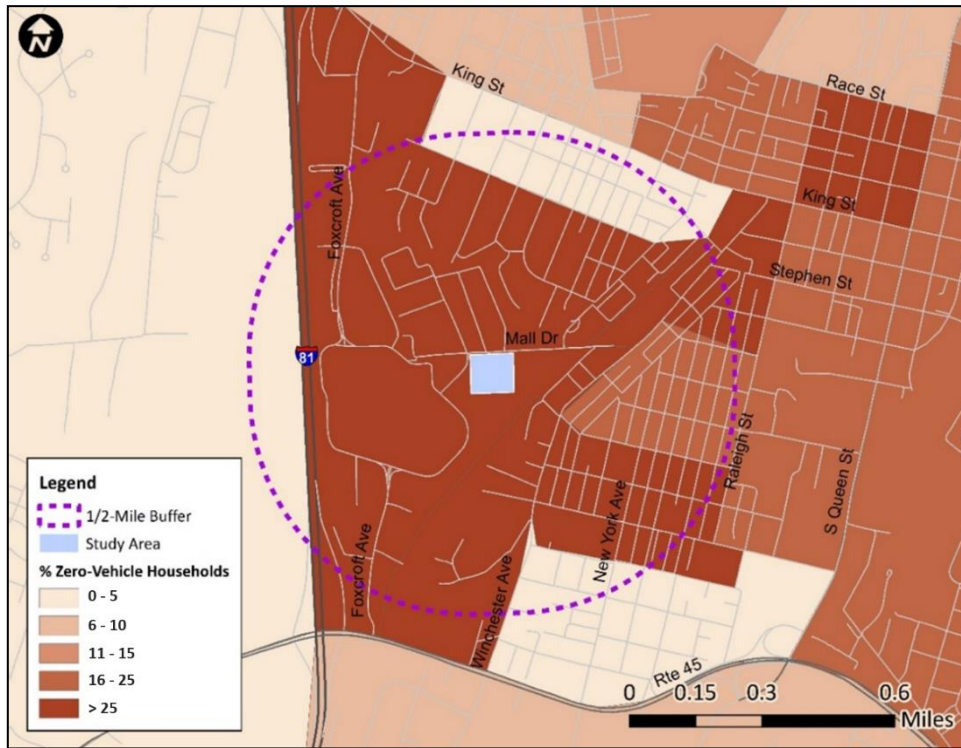 N
King St
Race St
Foxcroft Ave
King St
Stephen St
Mall Dr
81
Raleigh St
S Queen St
New York Ave
Foxcroft Ave
Winchester Ave
Rte 45
Legend
1/2-Mile Buffer
Study Area
% Zero-Vehicle Households
0 - 5
6 - 10
11 - 15
16 - 25
> 25
0 0.15 0.3 0.6
Miles